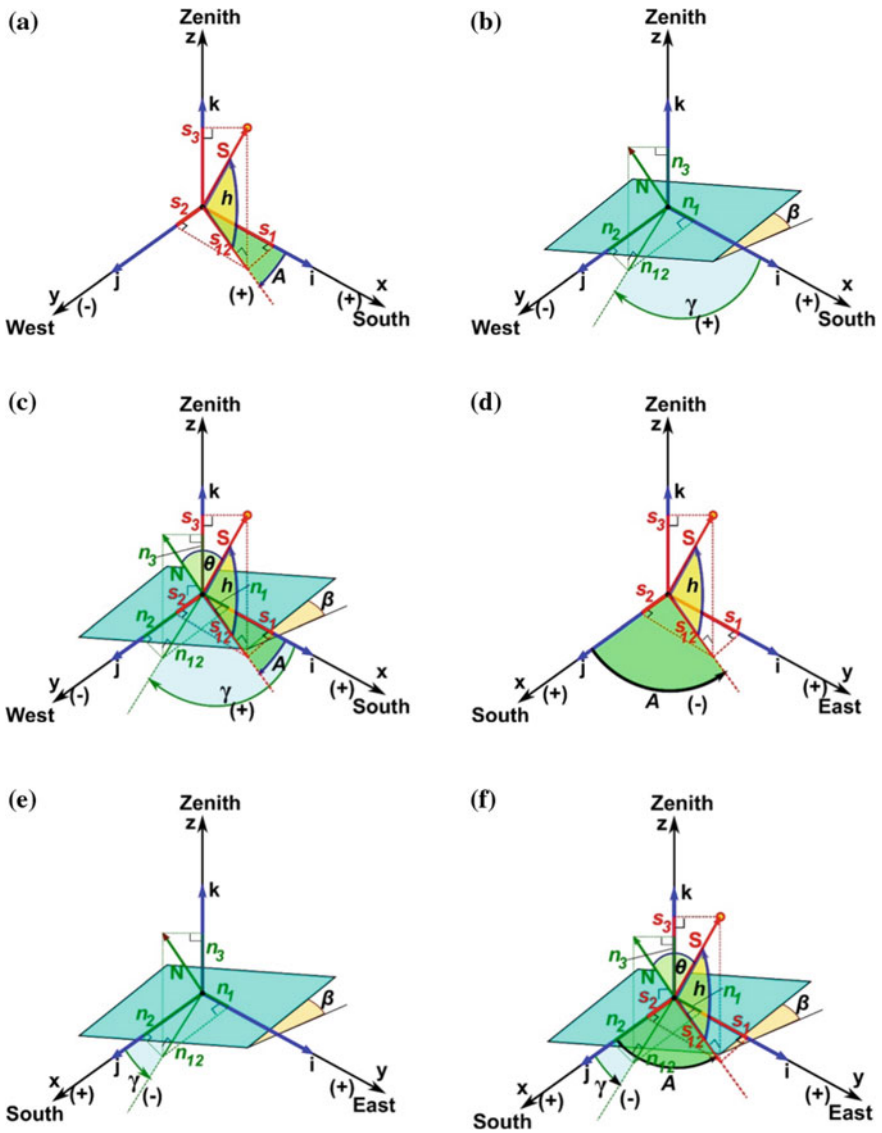 (a)
Zenith
z
k
s3
S
s2
h
s1
s12
A
j
i
x
y
(-)
(+)
(+)
West
South
(b)
Zenith
z
k
n3
N
n1
n2
β
n12
j
i
x
y
(-)
γ
(+)
(+)
West
South
(c)
Zenith
z
k
s3
S
n3
θ
N
h
n1
s2
β
n2
s1
s12
n12
A
j
i
x
y
(-)
γ
(+)
(+)
West
South
(d)
Zenith
z
k
s3
S
s2
h
s1
s12
j
i
y
x
(+)
A
(-)
(+)
South
East
(e)
Zenith
z
k
n3
N
n1
n2
β
n12
j
i
γ
(-)
y
x
(+)
(+)
South
East
(f)
Zenith
z
k
s3
S
n3
θ
N
h
n1
s2
β
n2
s1
s12
n12
j
i
γ
(-)
A
y
x
(+)
(+)
South
East